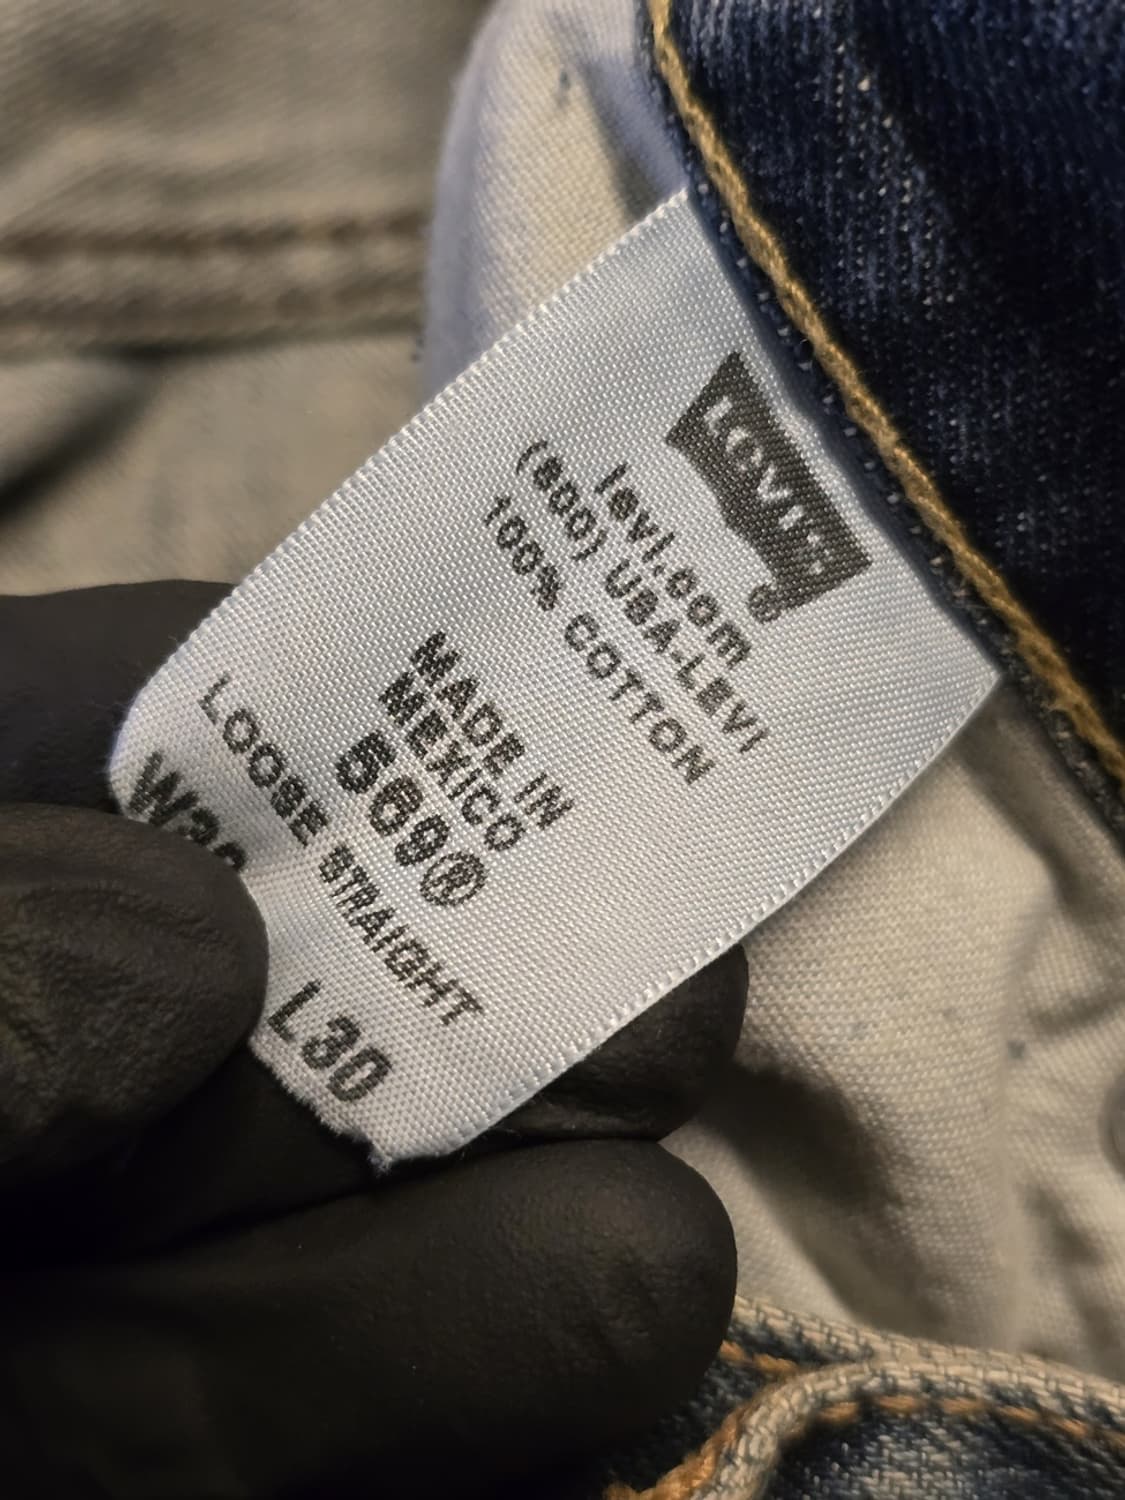 LEVI'S
®
levi.com
(800) USA-LEVI
100% COTTON
MADE IN
MEXICO
569®
LOOSE STRAIGHT
L30